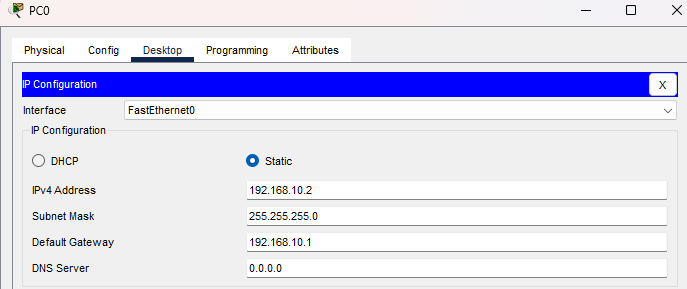 PC0
Physical Config Desktop Programming Attributes
IP Configuration
X
Interface FastEthernet0
IP Configuration
DHCP Static
IPv4 Address 192.168.10.2
Subnet Mask 255.255.255.0
Default Gateway 192.168.10.1
DNS Server 0.0.0.0